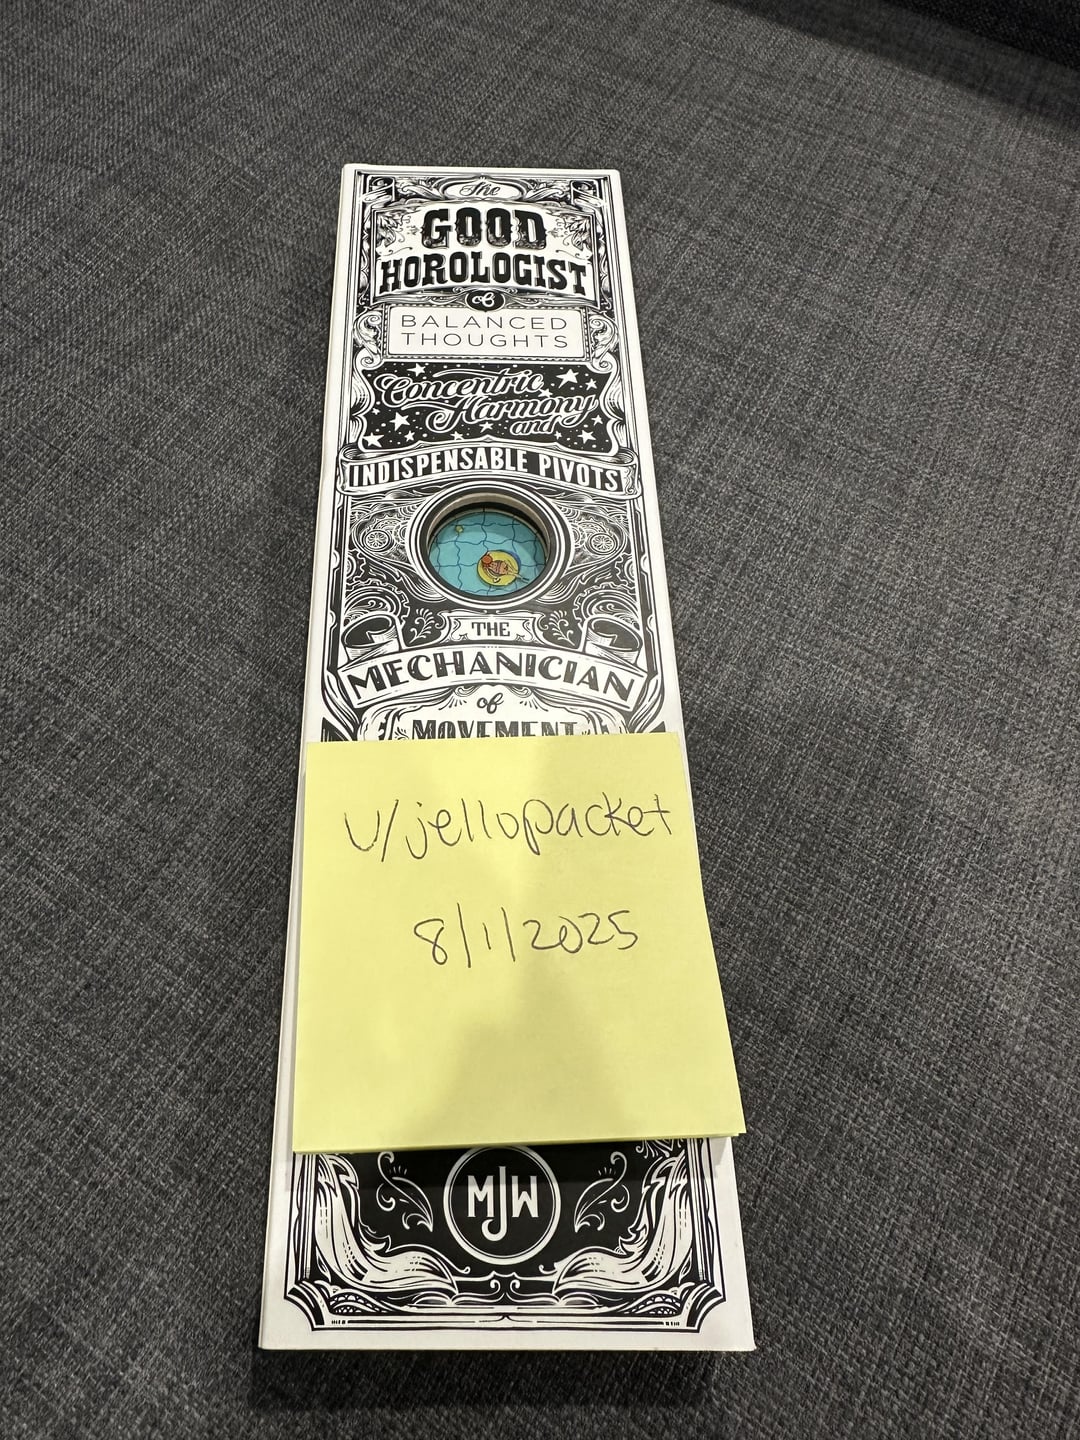 The
GOOD
HOROLOGIST
of
BALANCED
THOUGHTS
Concentric
Harmony
and
INDISPENSABLE PIVOTS
THE
MECHANICIAN
of
MOVEMENT
u/jellopacket
8/1/2025
MJW